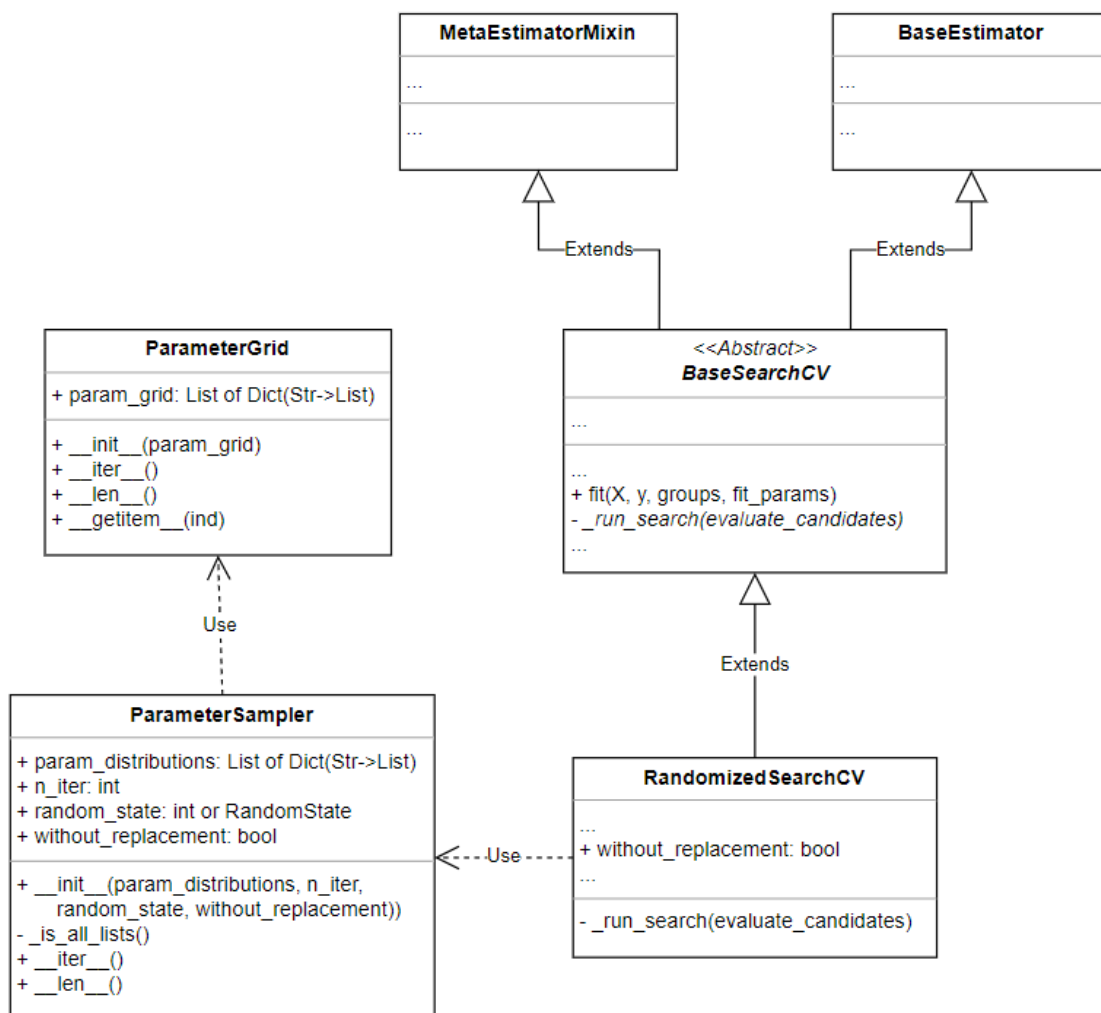 MetaEstimatorMixin
...
...
BaseEstimator
...
...
Extends
Extends
ParameterGrid
+ param_grid: List of Dict(Str->List)
+ __init__(param_grid)
+ __iter__()
+ __len__()
+ __getitem__(ind)
<<Abstract>>
BaseSearchCV
...
...
+ fit(X, y, groups, fit_params)
- _run_search(evaluate_candidates)
...
Use
Extends
ParameterSampler
+ param_distributions: List of Dict(Str->List)
+ n_iter: int
+ random_state: int or RandomState
+ without_replacement: bool
+ __init__(param_distributions, n_iter,
random_state, without_replacement))
- _is_all_lists()
+ __iter__()
+ __len__()
Use
RandomizedSearchCV
...
+ without_replacement: bool
...
- _run_search(evaluate_candidates)